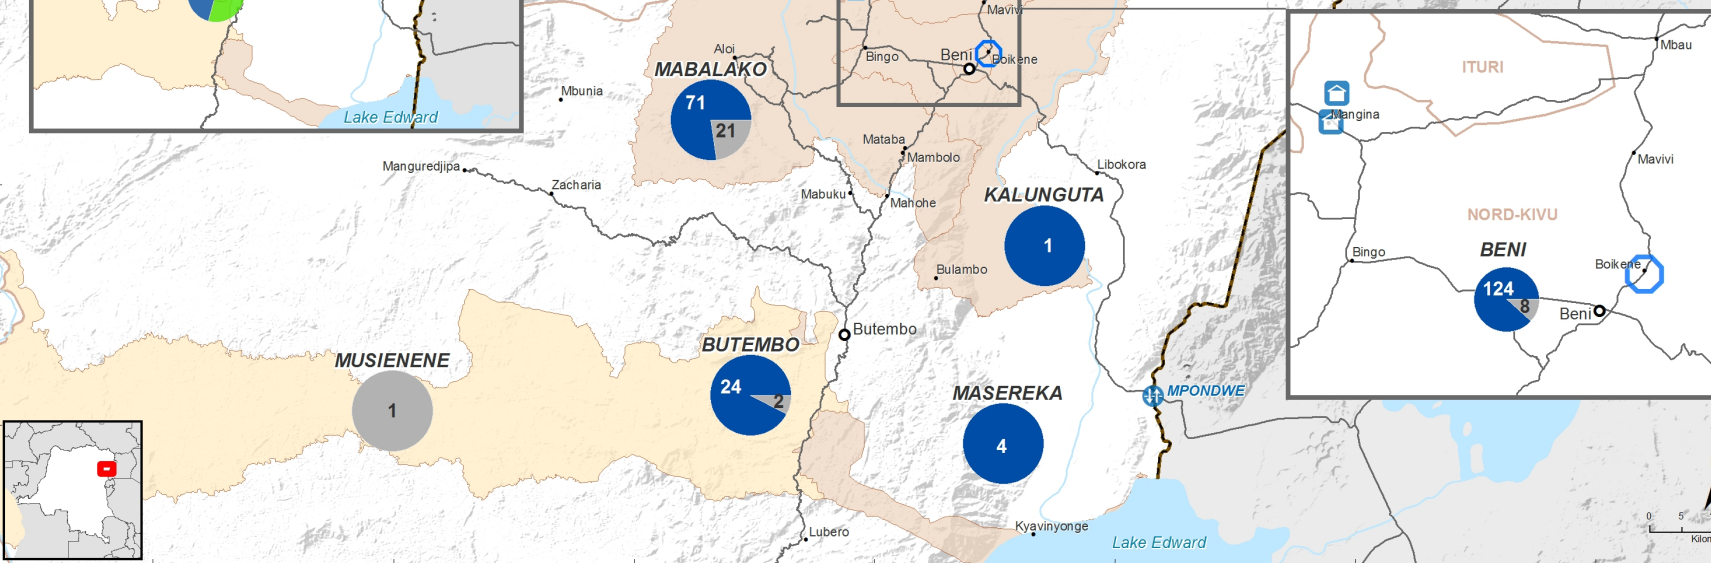 Lake Edward
Aloi
MABALAKO
71
21
Mbunia
Manguredjipa
Zacharia
Mavivi
Bingo
Beni
Boikene
Mataba
Mambolo
Mabuku
Mahohe
Libokora
KALUNGUTA
1
Bulambo
Butembo
BUTEMBO
24
2
MUSIENENE
1
MASEREKA
4
MPONDWE
Lubero
Kyavinyonge
Lake Edward
Mbau
ITURI
Mangina
Mavivi
NORD-KIVU
BENI
Bingo
Boikene
124
8
Beni
0 5